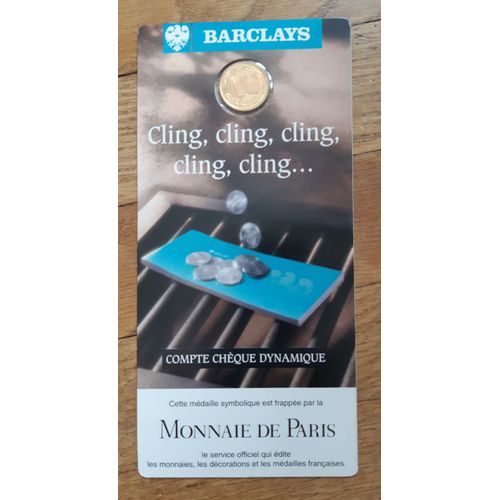 BARCLAYS
Cling, cling, cling,
cling, cling...
COMPTE CHÈQUE DYNAMIQUE
Cette médaille symbolique est frappée par la
MONNAIE DE PARIS
le service officiel qui édite
les monnaies, les décorations et les médailles françaises.